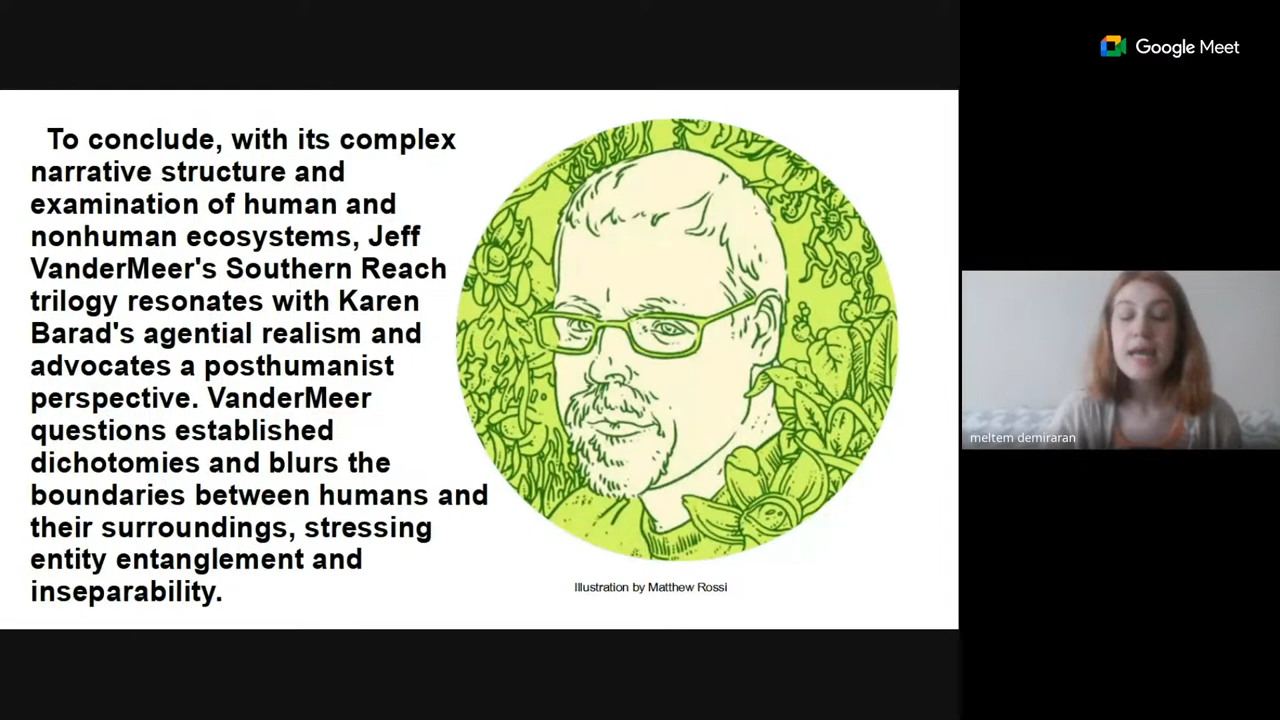 To conclude, with its complex
narrative structure and
examination of human and
nonhuman ecosystems, Jeff
VanderMeer's Southern Reach
trilogy resonates with Karen
Barad's agential realism and
advocates a posthumanist
perspective. VanderMeer
questions established
dichotomies and blurs the
boundaries between humans and
their surroundings, stressing
entity entanglement and
inseparability.
Illustration by Matthew Rossi
Google Meet
meltem demiraran